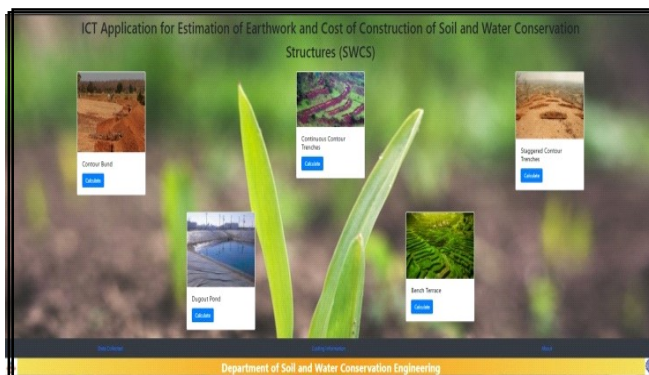 ICT Application for Estimation of Earthwork and Cost of Construction of Soil and Water Conservation
Structures (SWCS)
Contour Bund
Calculate
Continuous Contour
Trenches
Calculate
Staggered Contour
Trenches
Calculate
Dugout Pond
Calculate
Bench Terrace
Calculate
About
Department of Soil and Water Conservation Engineering